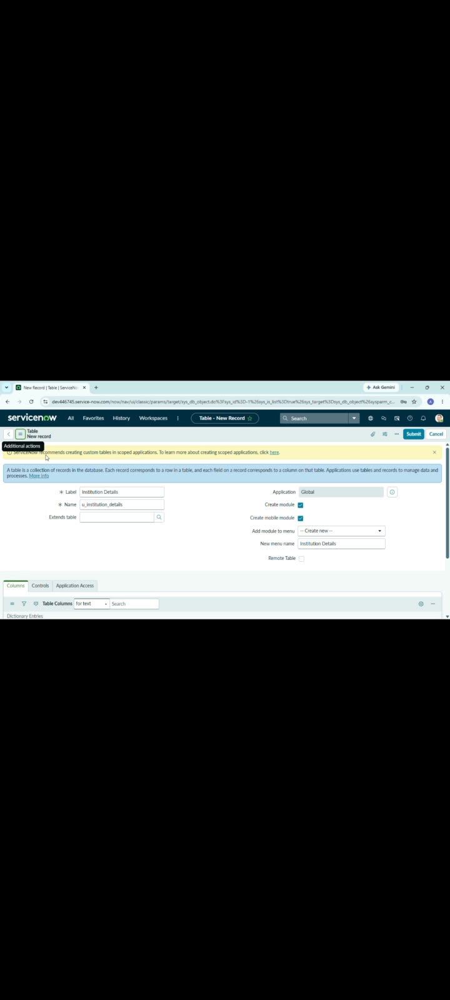 New Record | Table | ServiceNo
Ask Gemini
dev446745.service-now.com/now/nav/ui/classic/params/target/sys_db_object.do%3Fsys_id%3D-1%26sys_is_list%3Dtrue%26sys_target%3Dsys_db_object%26sysparm_c...
A
servicenow All Favorites History Workspaces Table - New Record Search
Table
New record
Submit Cancel
Additional actions
ServiceNow recommends creating custom tables in scoped applications. To learn more about creating scoped applications, click here.
A table is a collection of records in the database. Each record corresponds to a row in a table, and each field on a record corresponds to a column on that table. Applications use tables and records to manage data and
processes. More Info
Label Institution Details Application Global
Name u_institution_details Create module
Extends table Create mobile module
Add module to menu -- Create new --
New menu name Institution Details
Remote Table
Columns Controls Application Access
Table Columns for text Search
Dictionary Entries